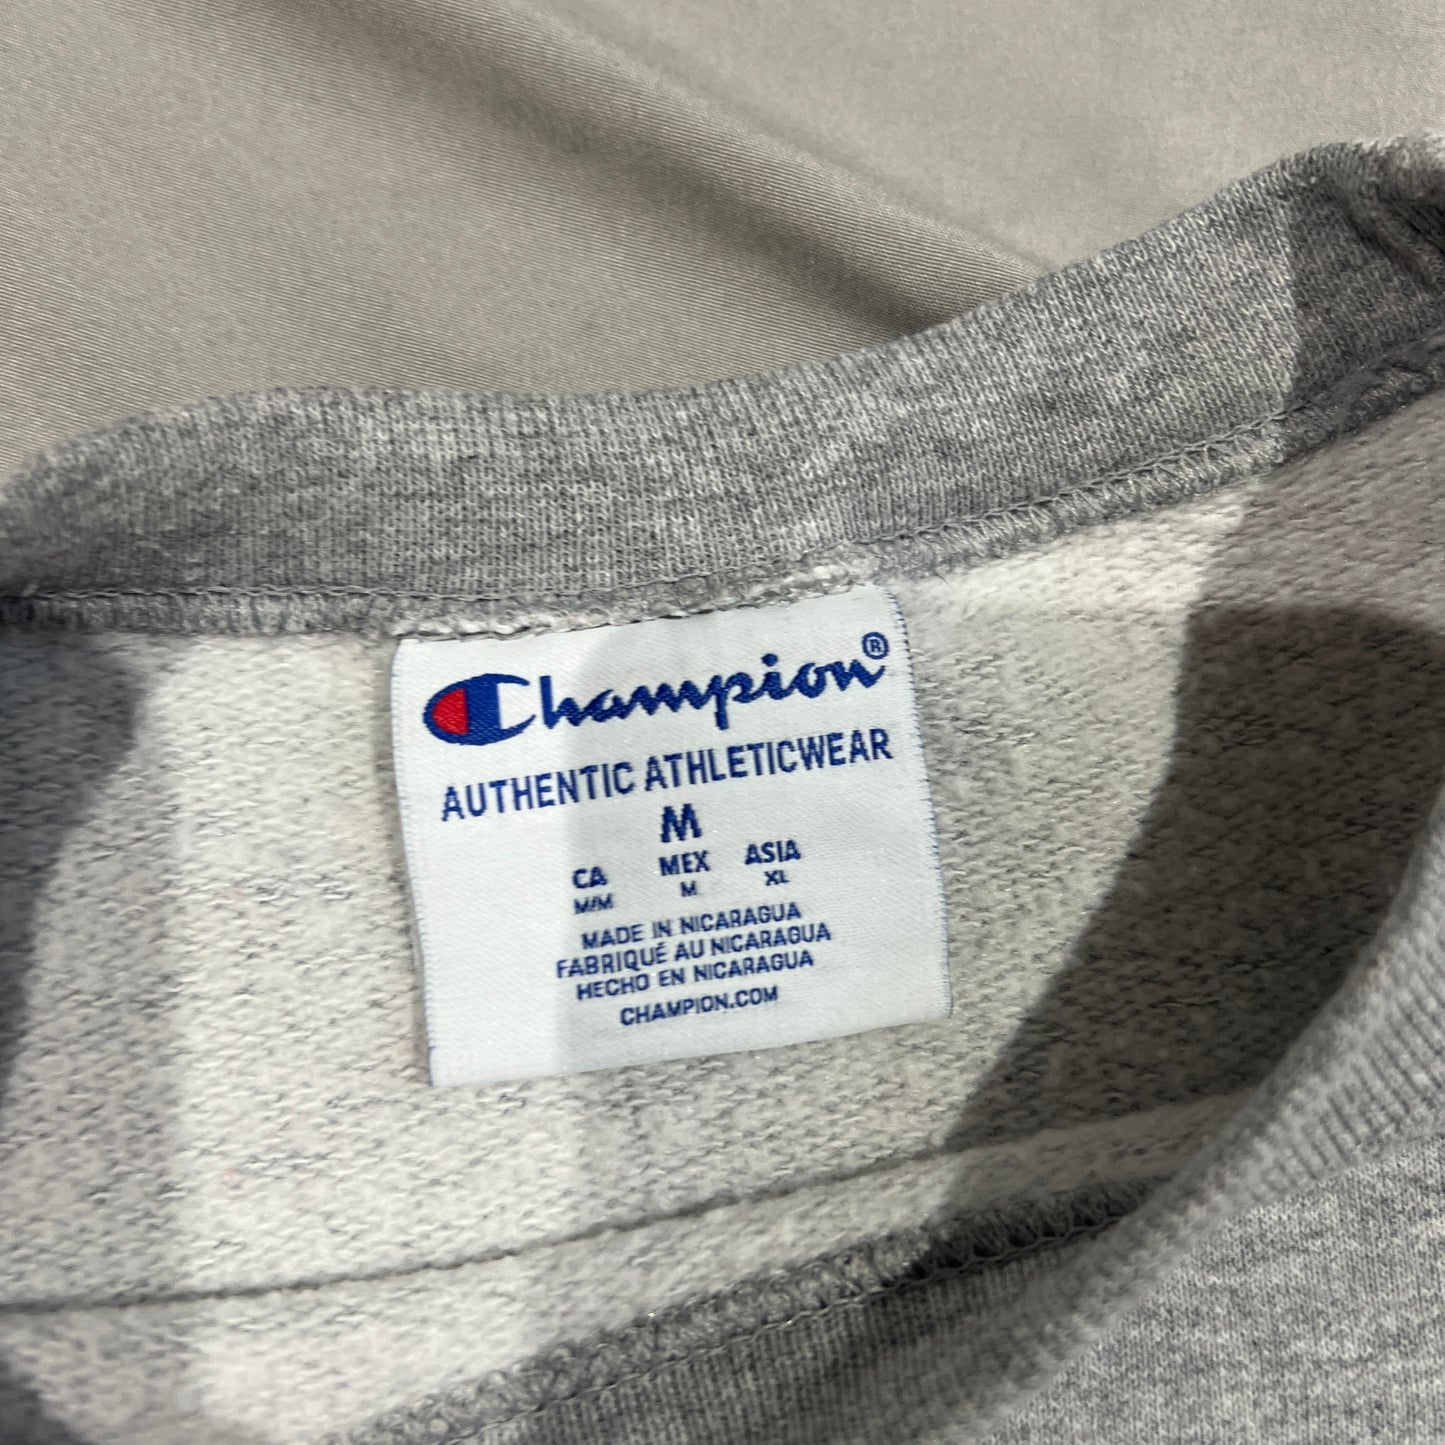 Champion®
AUTHENTIC ATHLETICWEAR
M
CA MEX ASIA
M/M M XL
MADE IN NICARAGUA
FABRIQUÉ AU NICARAGUA
HECHO EN NICARAGUA
CHAMPION.COM